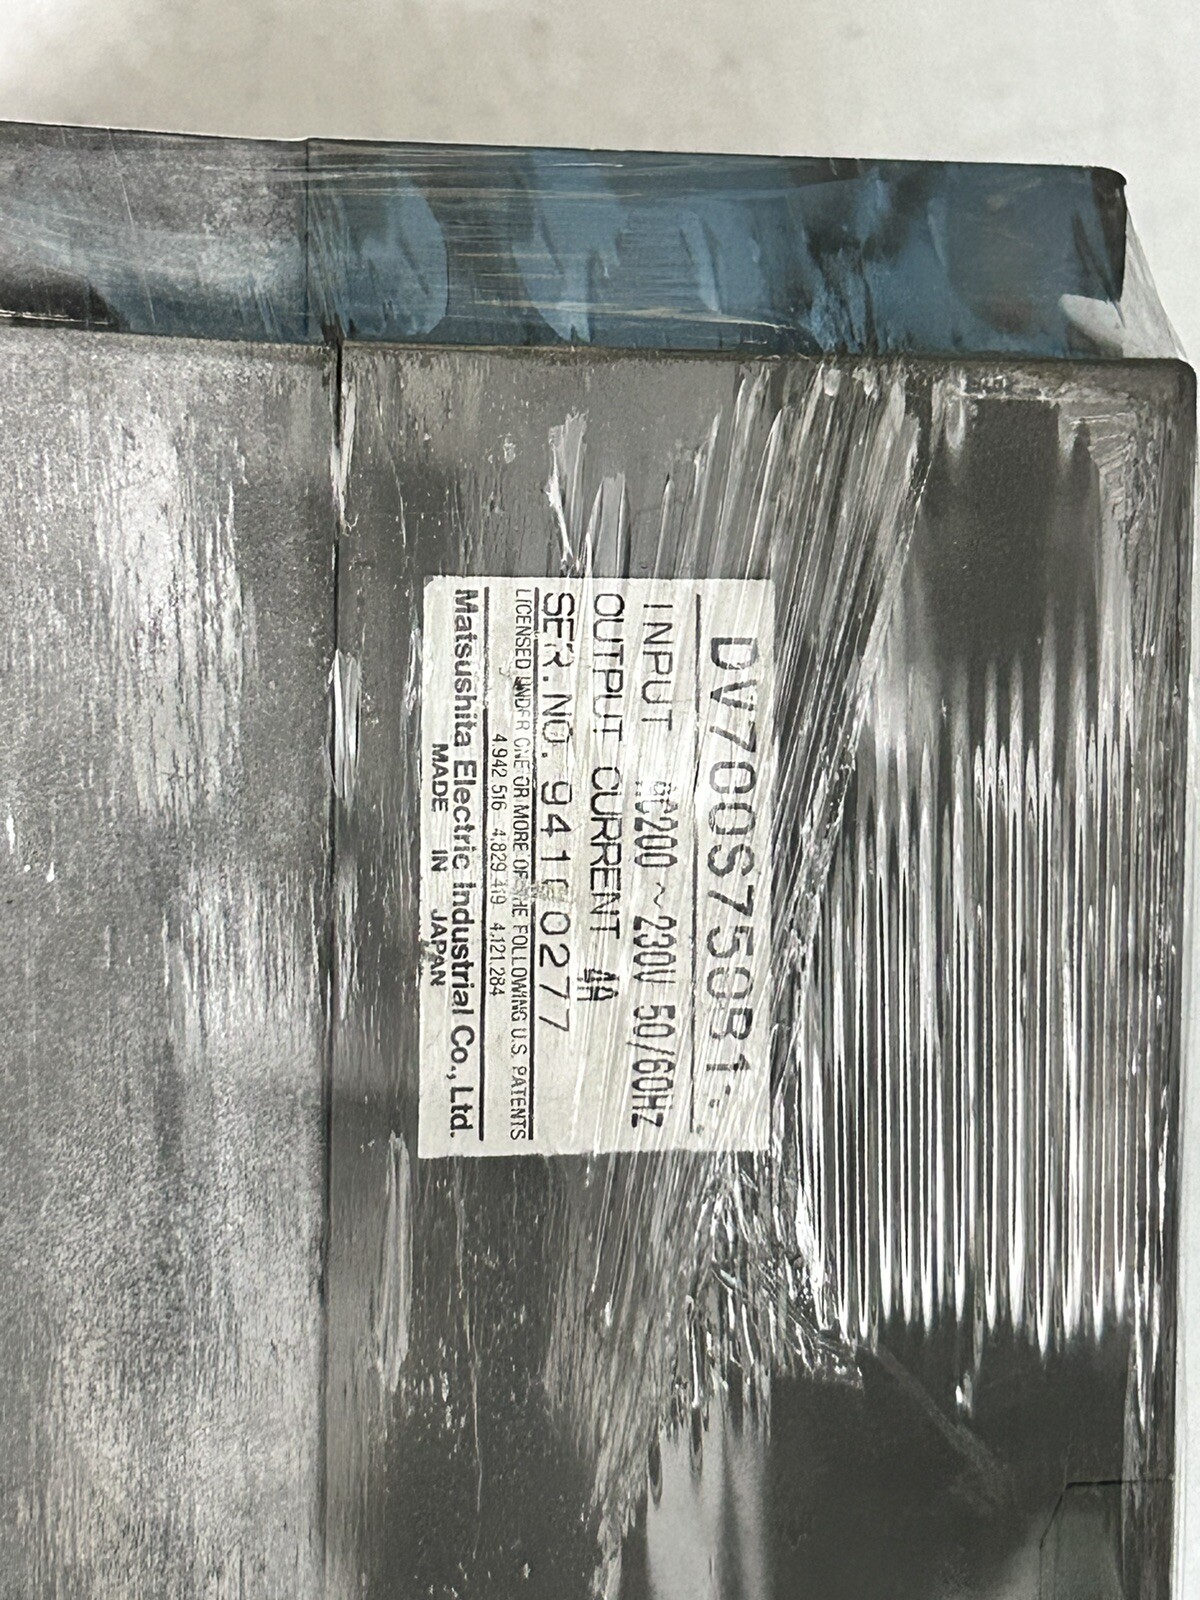 DV700S750B1
INPUT AC200～230V 50/60Hz
OUTPUT CURRENT 4A
SER.NO. 94100277
LICENSED UNDER ONE OR MORE OF THE FOLLOWING U.S. PATENTS
4.942 516 4.829 419 4.121.284
Matsushita Electric Industrial Co., Ltd.
MADE IN JAPAN